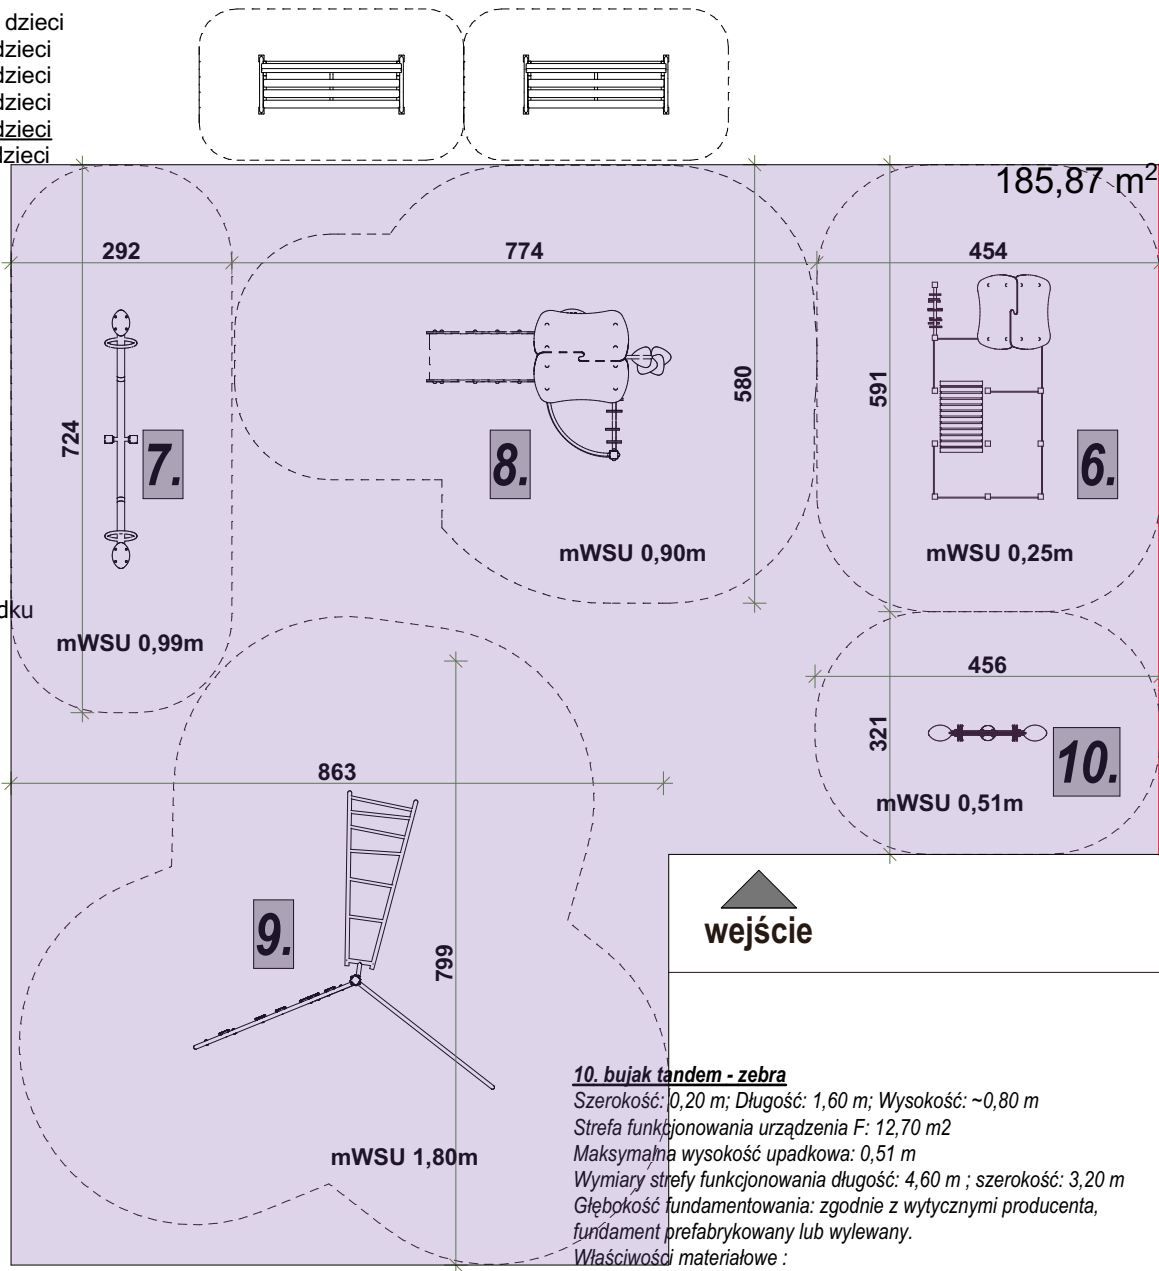 dzieci
dzieci
dzieci
dzieci
dzieci
dzieci
185,87 m²
292
774
454
724
580
591
7.
8.
6.
mWSU 0,90m
mWSU 0,25m
dku
mWSU 0,99m
456
321
10.
mWSU 0,51m
863
9.
799
wejście
mWSU 1,80m
10. bujak tandem - zebra
Szerokość: 0,20 m; Długość: 1,60 m; Wysokość: ~0,80 m
Strefa funkcjonowania urządzenia F: 12,70 m2
Maksymalna wysokość upadkowa: 0,51 m
Wymiary strefy funkcjonowania długość: 4,60 m ; szerokość: 3,20 m
Głębokość fundamentowania: zgodnie z wytycznymi producenta,
fundament prefabrykowany lub wylewany.
Właściwości materiałowe :